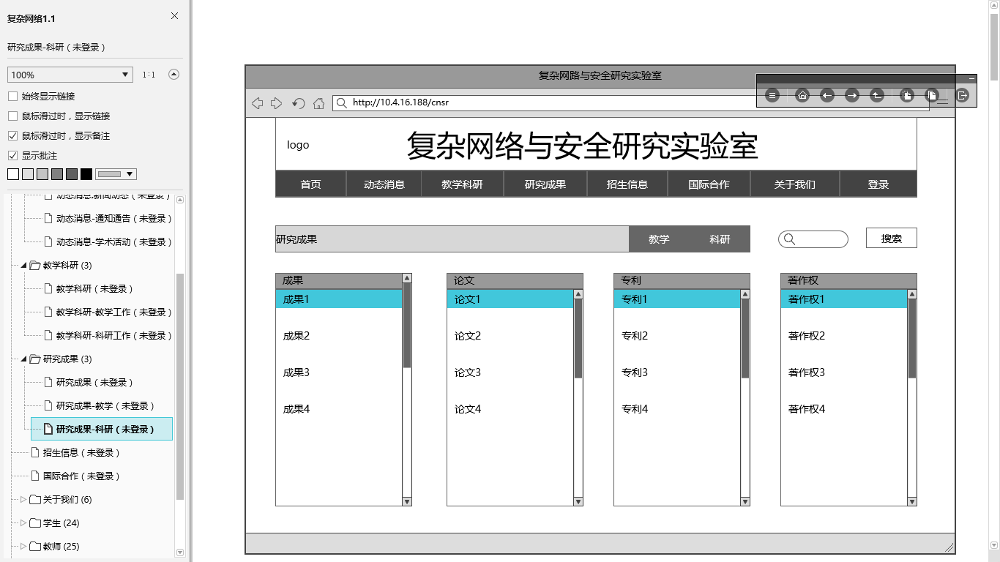 复杂网络1.1
研究成果-科研（未登录）
100%
1:1
始终显示链接
鼠标滑过时，显示链接
鼠标滑过时，显示备注
显示批注
动态消息-新闻动态（未登录）
动态消息-通知通告（未登录）
动态消息-学术活动（未登录）
教学科研 (3)
教学科研（未登录）
教学科研-教学工作（未登录）
教学科研-科研工作（未登录）
研究成果 (3)
研究成果（未登录）
研究成果-教学（未登录）
研究成果-科研（未登录）
招生信息（未登录）
国际合作（未登录）
关于我们 (6)
学生 (24)
教师 (25)
复杂网路与安全研究实验室
http://10.4.16.188/cnsr
logo
复杂网络与安全研究实验室
首页 动态消息 教学科研 研究成果 招生信息 国际合作 关于我们 登录
研究成果 教学 科研 搜索
成果 论文 专利 著作权
成果1 论文1 专利1 著作权1
成果2 论文2 专利2 著作权2
成果3 论文3 专利3 著作权3
成果4 论文4 专利4 著作权4